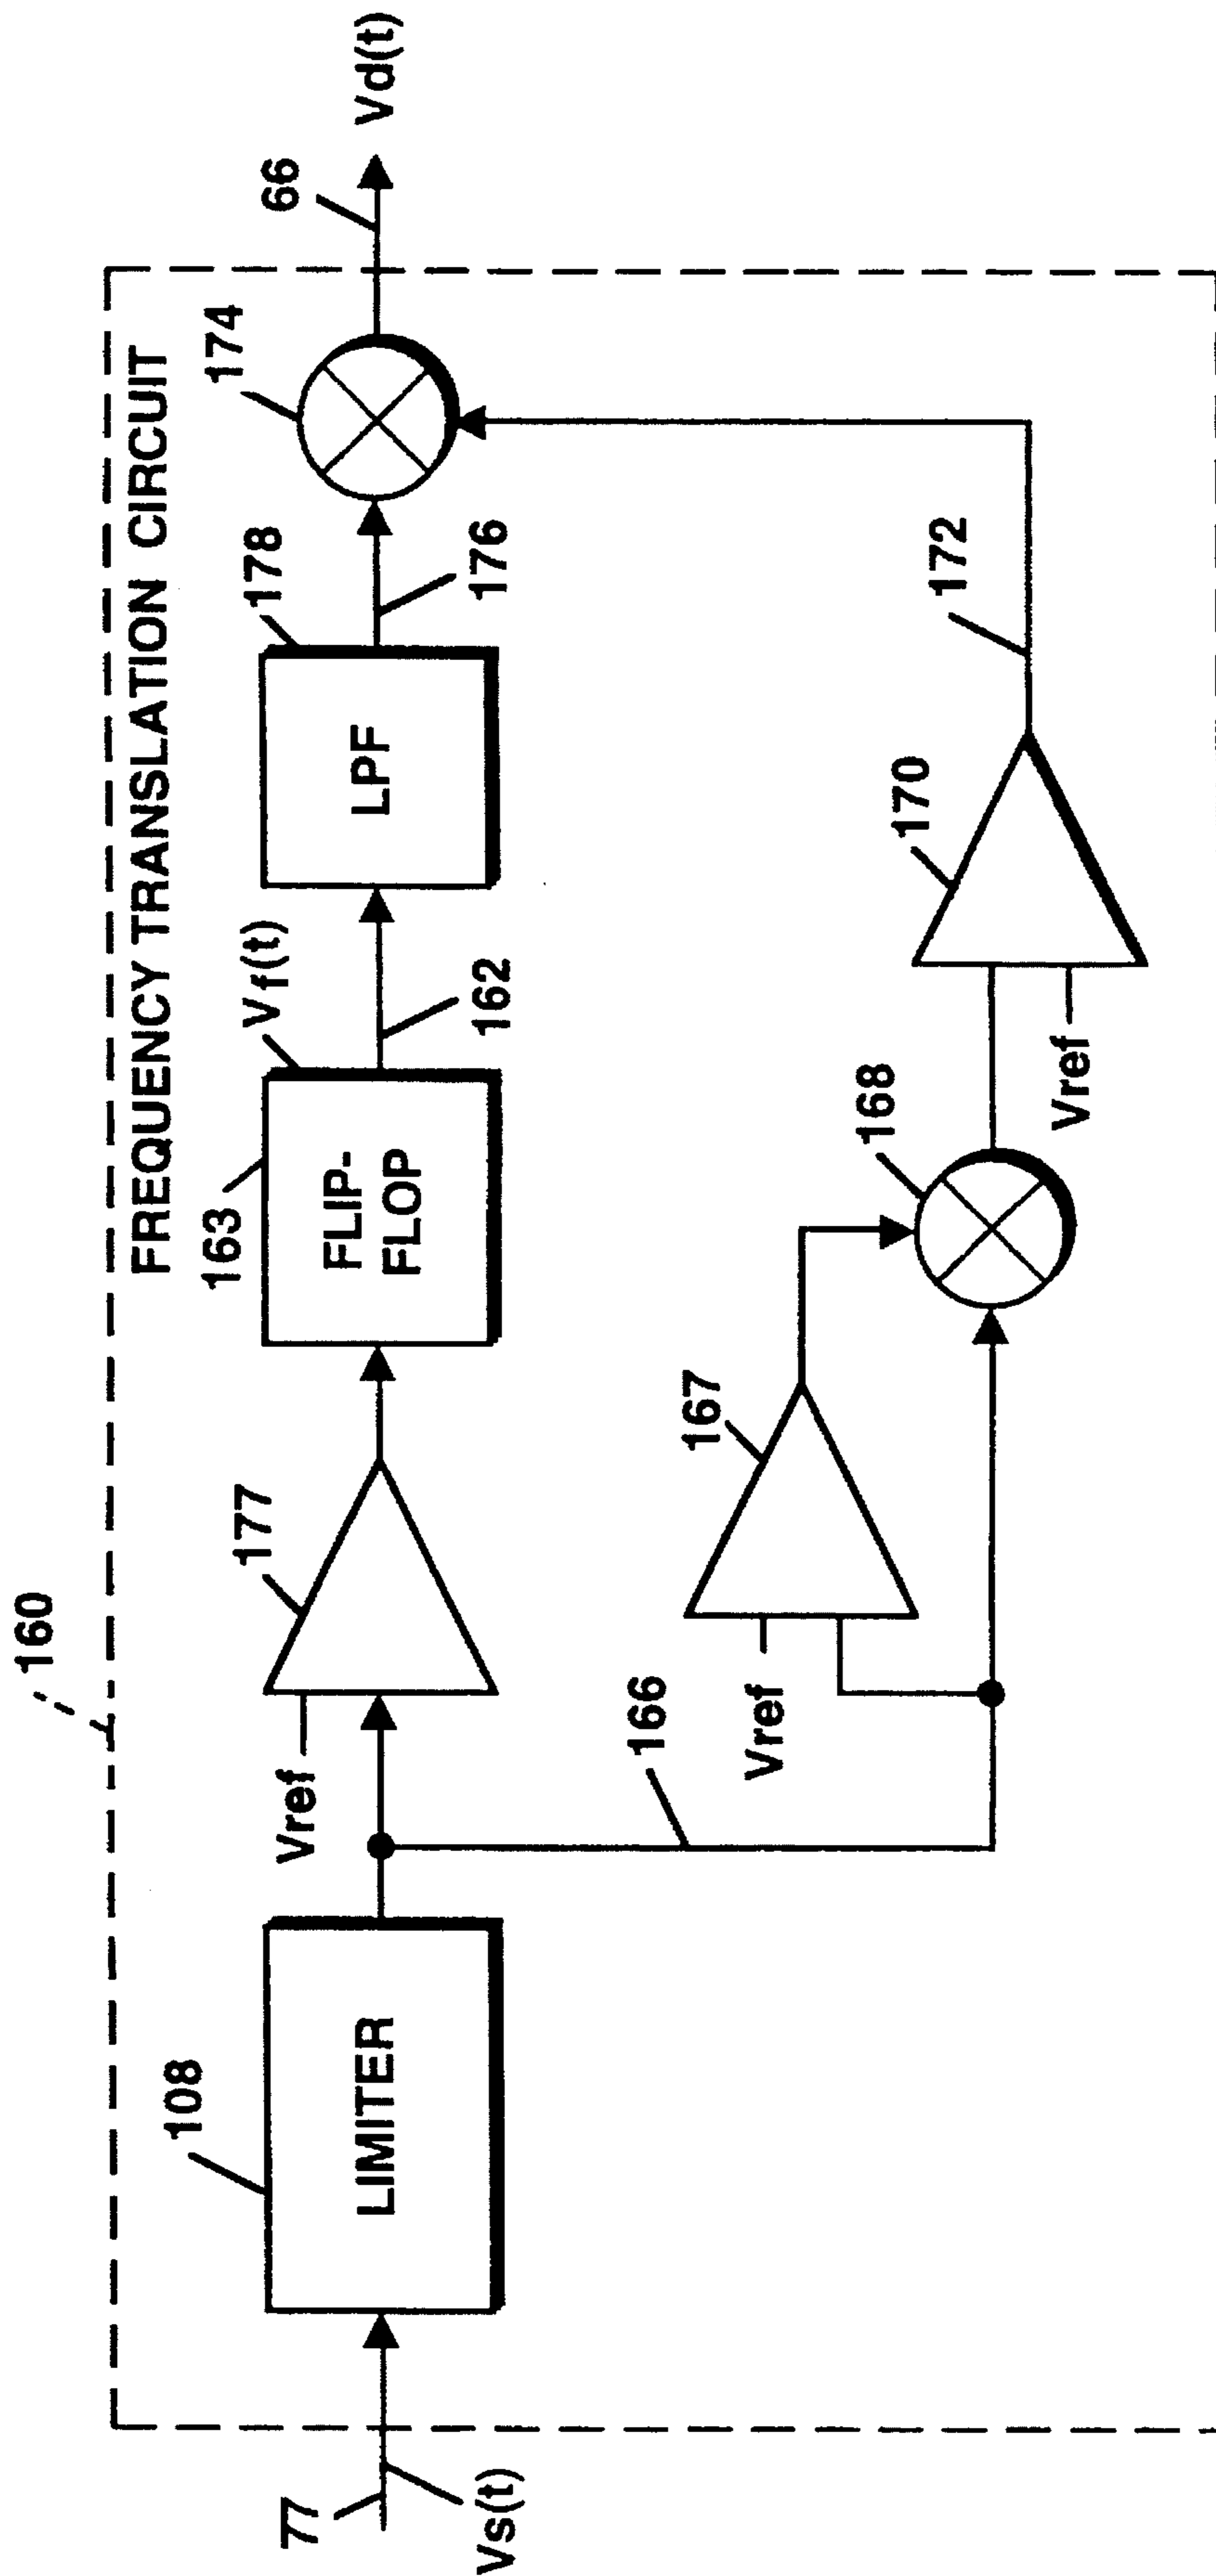 160
FREQUENCY TRANSLATION CIRCUIT
77
Vs(t)
108
LIMITER
Vref
177
163
FLIP-
FLOP
Vf(t)
162
178
LPF
176
174
66
Vd(t)
166
Vref
167
168
Vref
170
172